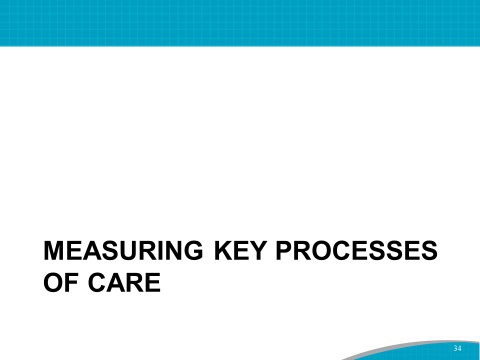 MEASURING KEY PROCESSES
OF CARE
34